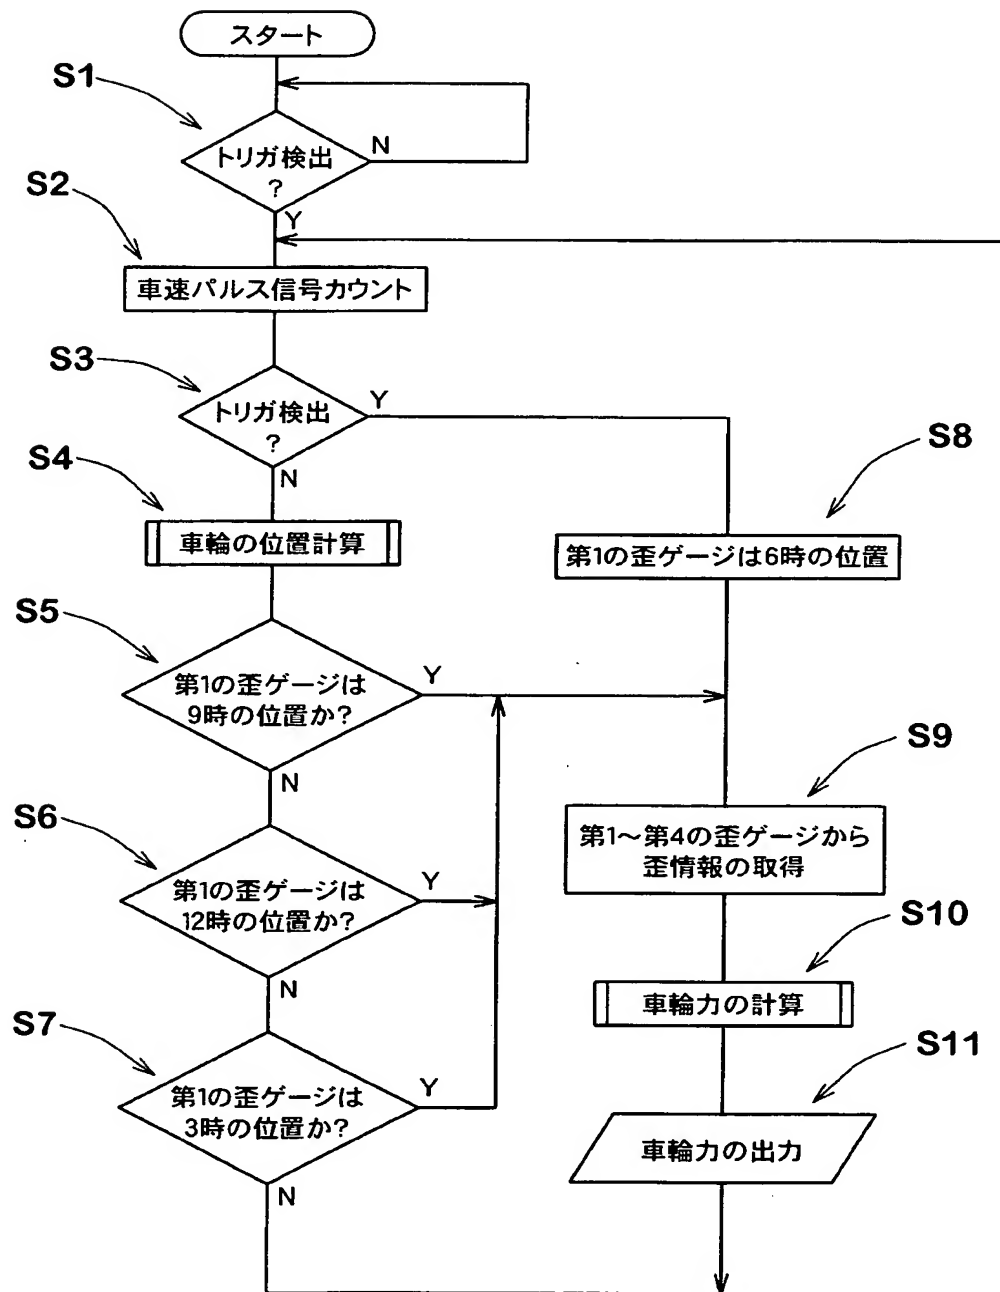 スタート
S1
トリガ検出
?
N
Y
S2
車速パルス信号カウント
S3
トリガ検出
?
Y
N
S4
車輪の位置計算
S8
第1の歪ゲージは6時の位置
S5
第1の歪ゲージは
9時の位置か?
Y
N
S6
第1の歪ゲージは
12時の位置か?
Y
N
S7
第1の歪ゲージは
3時の位置か?
Y
N
S9
第1～第4の歪ゲージから
歪情報の取得
S10
車輪力の計算
S11
車輪力の出力